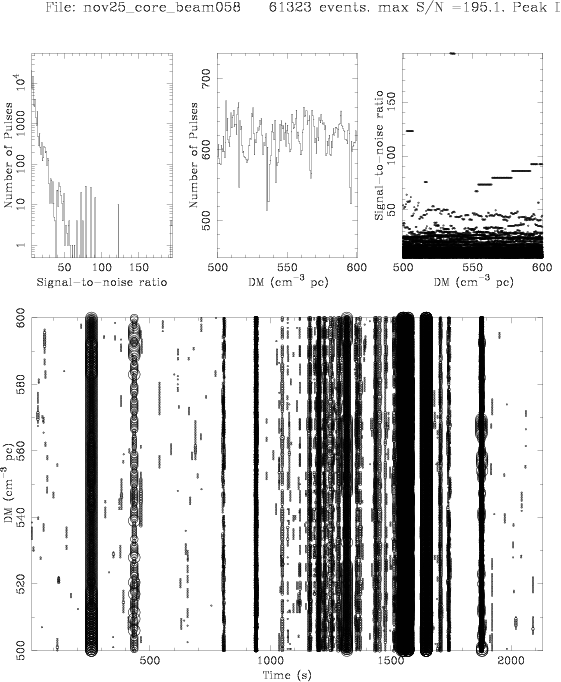 File: nov25_core_beam058 61323 events. max S/N =195.1. Peak
Number of Pulses
10⁴
1000
100
10
1
50 100 150
Signal-to-noise ratio
Number of Pulses
700
600
500
500 550 600
DM (cm⁻³ pc)
Signal-to-noise ratio
150
100
50
500 550 600
DM (cm⁻³ pc)
DM (cm⁻³ pc)
600
580
560
540
520
500
500 1000 1500 2000
Time (s)